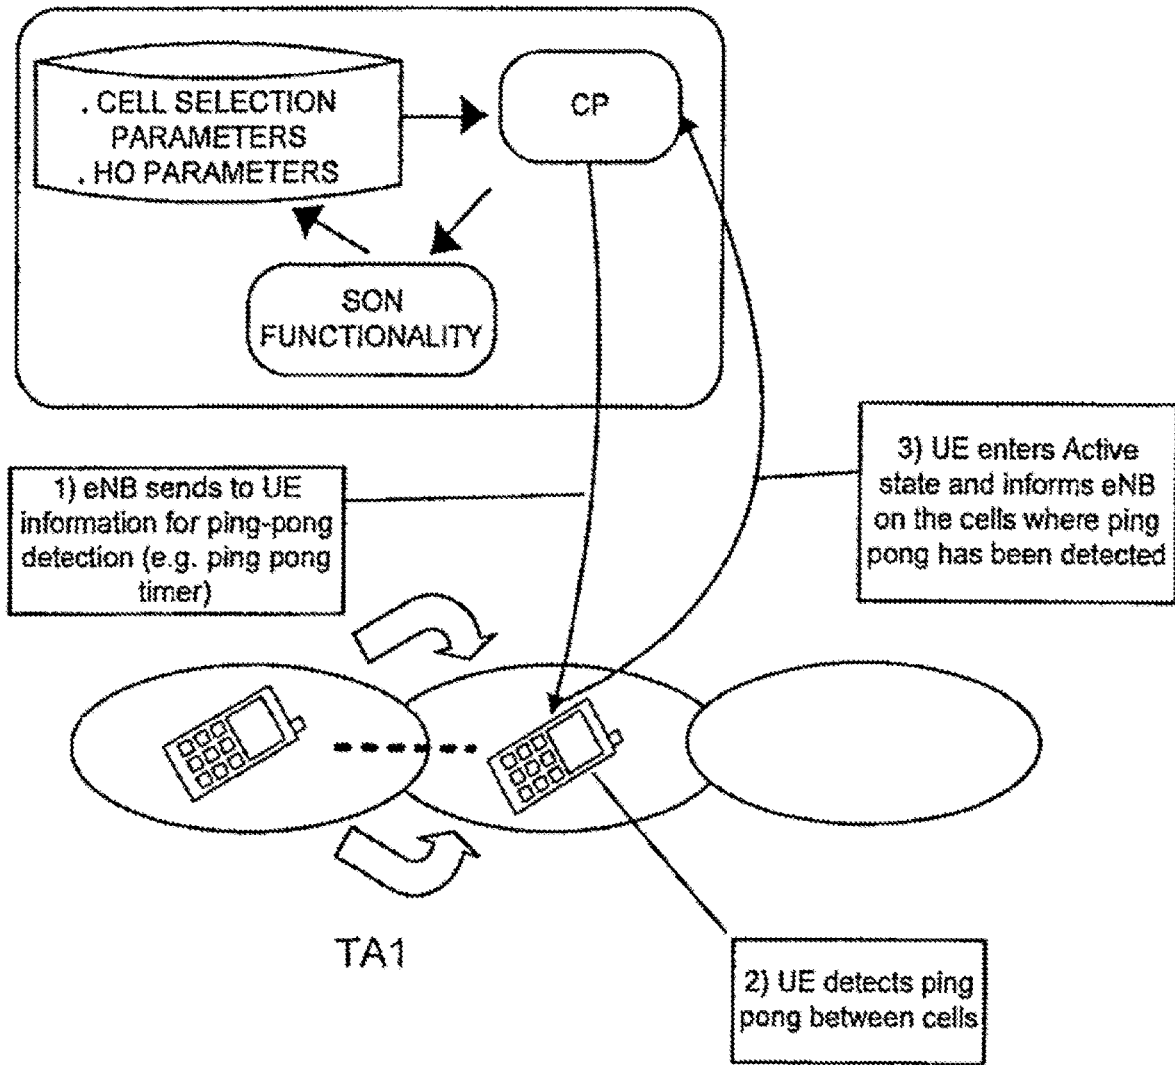 . CELL SELECTION
PARAMETERS
. HO PARAMETERS
CP
SON
FUNCTIONALITY
1) eNB sends to UE
information for ping-pong
detection (e.g. ping pong
timer)
3) UE enters Active
state and informs eNB
on the cells where ping
pong has been detected
TA1
2) UE detects ping
pong between cells